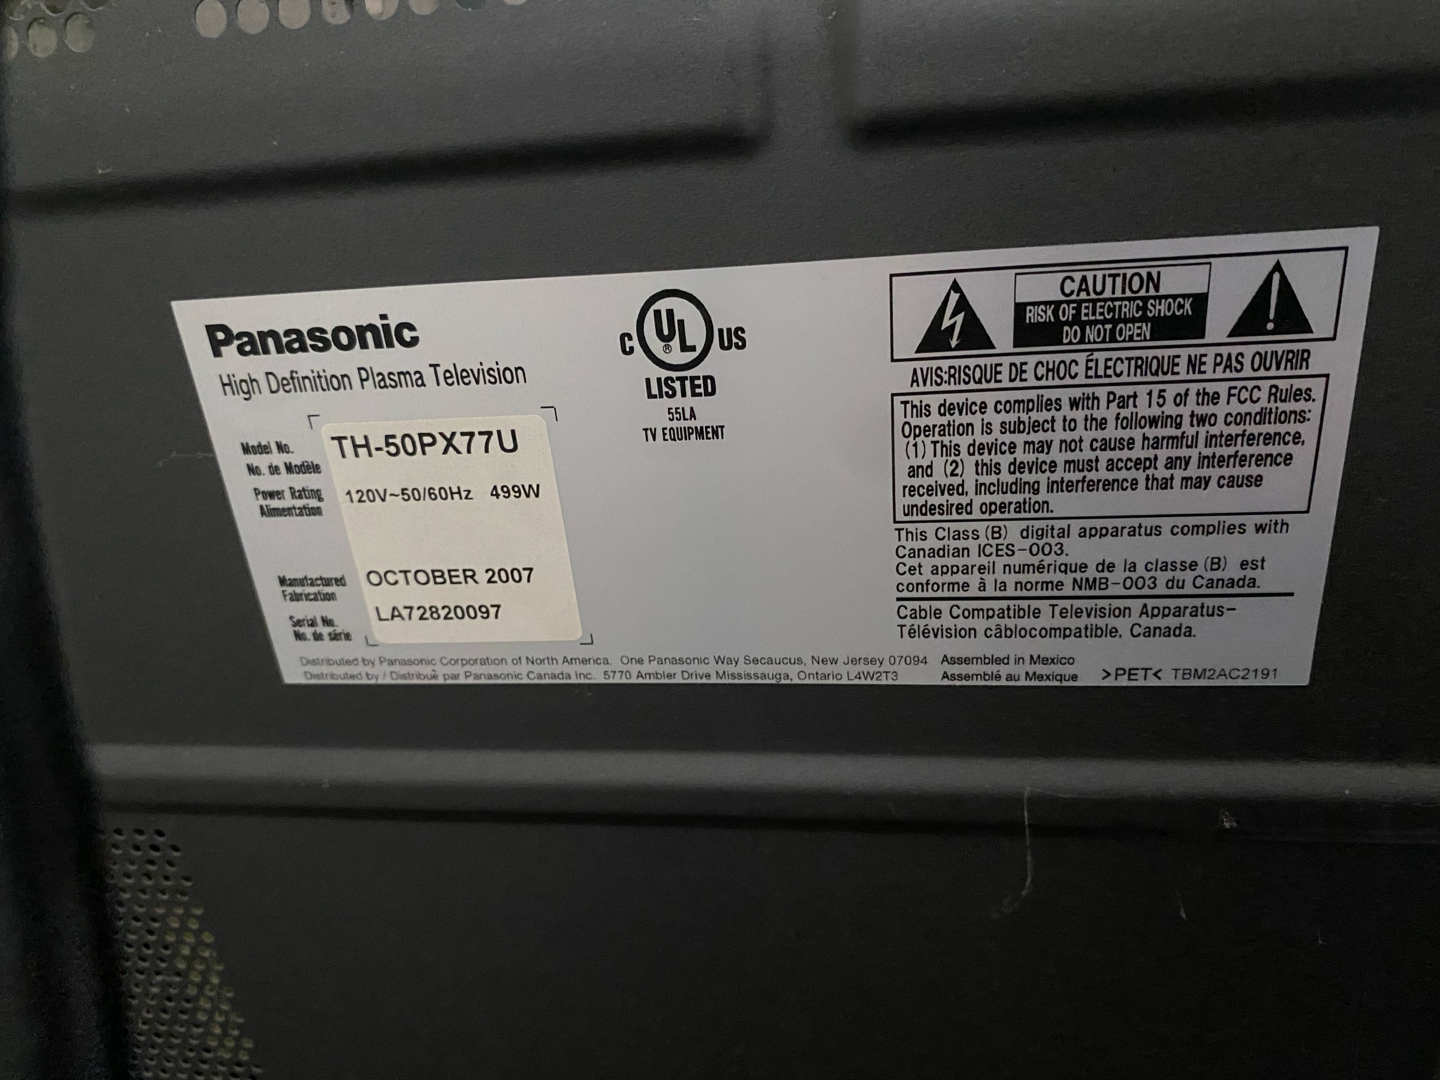 Panasonic
High Definition Plasma Television
Model No.
No. de Modèle
TH-50PX77U
Power Rating
Alimentation
120V~50/60Hz 499W
Manufactured
Fabrication
OCTOBER 2007
Serial No.
No. de série
LA72820097
C UL ® US
LISTED
55LA
TV EQUIPMENT
CAUTION
RISK OF ELECTRIC SHOCK
DO NOT OPEN
AVIS:RISQUE DE CHOC ÉLECTRIQUE NE PAS OUVRIR
This device complies with Part 15 of the FCC Rules.
Operation is subject to the following two conditions:
(1) This device may not cause harmful interference,
and (2) this device must accept any interference
received, including interference that may cause
undesired operation.
This Class (B) digital apparatus complies with
Canadian ICES-003.
Cet appareil numérique de la classe (B) est
conforme à la norme NMB-003 du Canada.
Cable Compatible Television Apparatus-
Télévision câblocompatible, Canada.
Distributed by Panasonic Corporation of North America. One Panasonic Way Secaucus, New Jersey 07094
Distributed by / Distribuè par Panasonic Canada Inc. 5770 Ambler Drive Mississauga, Ontario L4W2T3
Assembled in Mexico
Assemblé au Mexique
>PET< TBM2AC2191